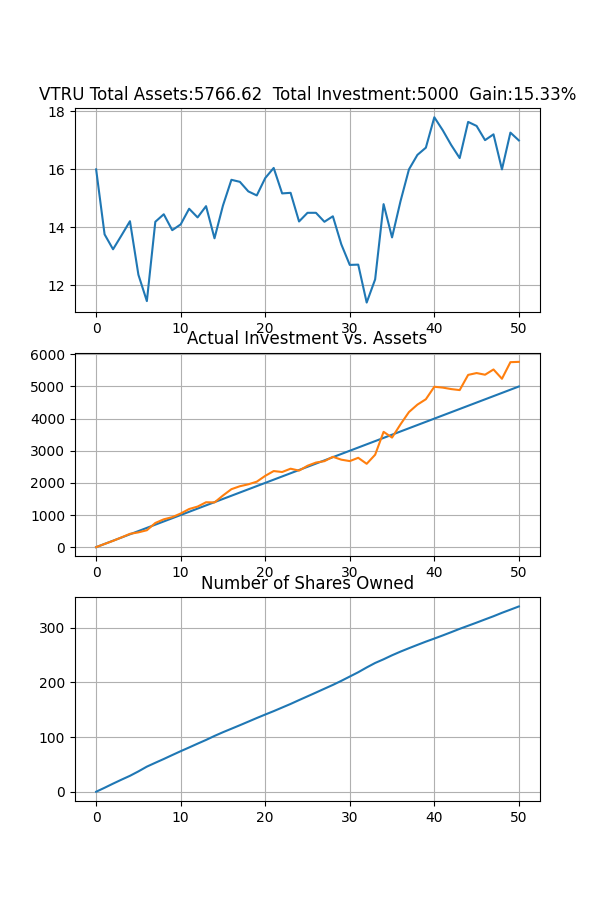 VTRU Total Assets:5766.62  Total Investment:5000  Gain:15.33%
18
16
14
12
0 10 20 30 40 50
Actual Investment vs. Assets
6000
5000
4000
3000
2000
1000
0
0 10 20 30 40 50
Number of Shares Owned
300
200
100
0
0 10 20 30 40 50